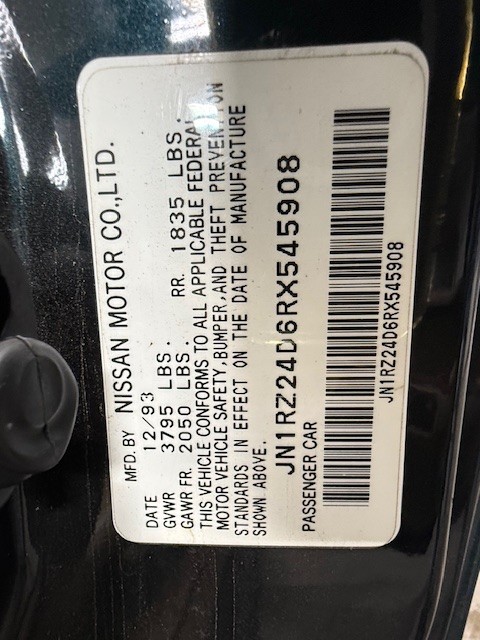 MFD. BY NISSAN MOTOR CO.,LTD.
DATE 12/93
GVWR 3795 LBS.
GAWR FR. 2050 LBS. RR. 1835 LBS.
THIS VEHICLE CONFORMS TO ALL APPLICABLE FEDERAL
MOTOR VEHICLE SAFETY, BUMPER, AND THEFT PREVENTION
STANDARDS IN EFFECT ON THE DATE OF MANUFACTURE
SHOWN ABOVE.
JN1RZ24D6RX545908
PASSENGER CAR
JN1RZ24D6RX545908